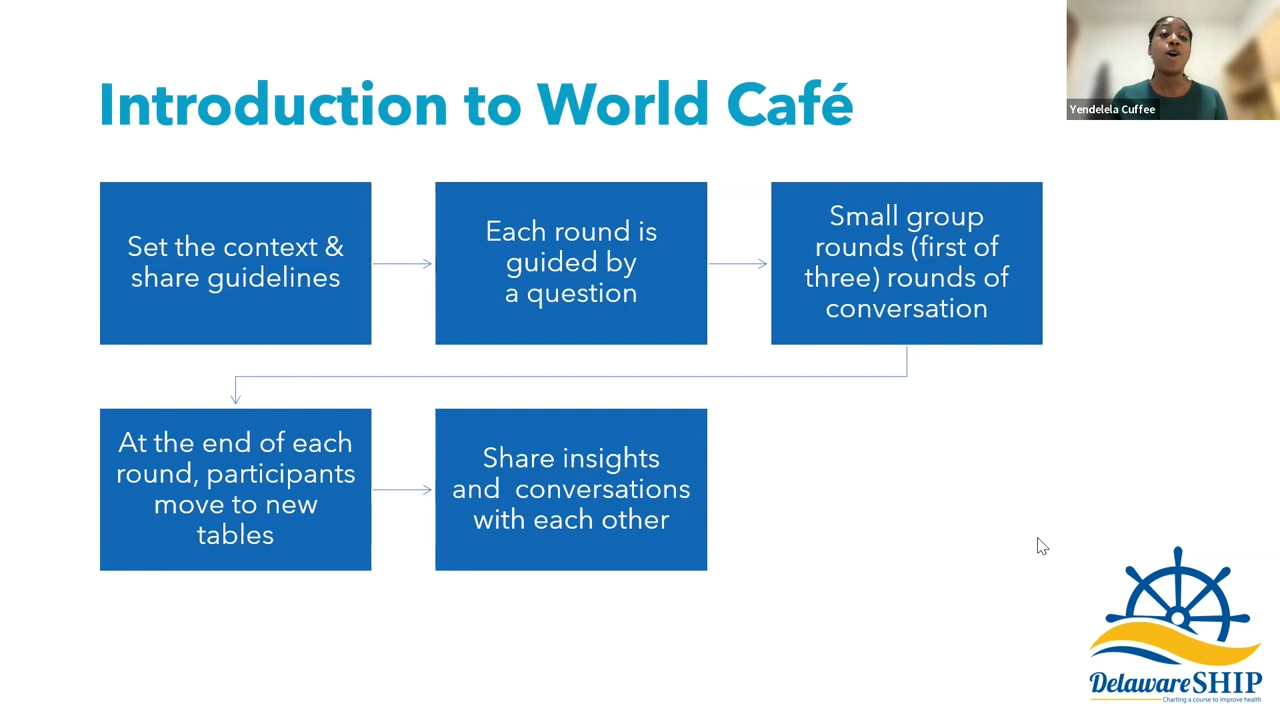 Introduction to World Café
Yendelela Cuffee
Set the context &
share guidelines
Each round is
guided by
a question
Small group
rounds (first of
three) rounds of
conversation
At the end of each
round, participants
move to new
tables
Share insights
and  conversations
with each other
DelawareSHIP
Charting a course to improve health